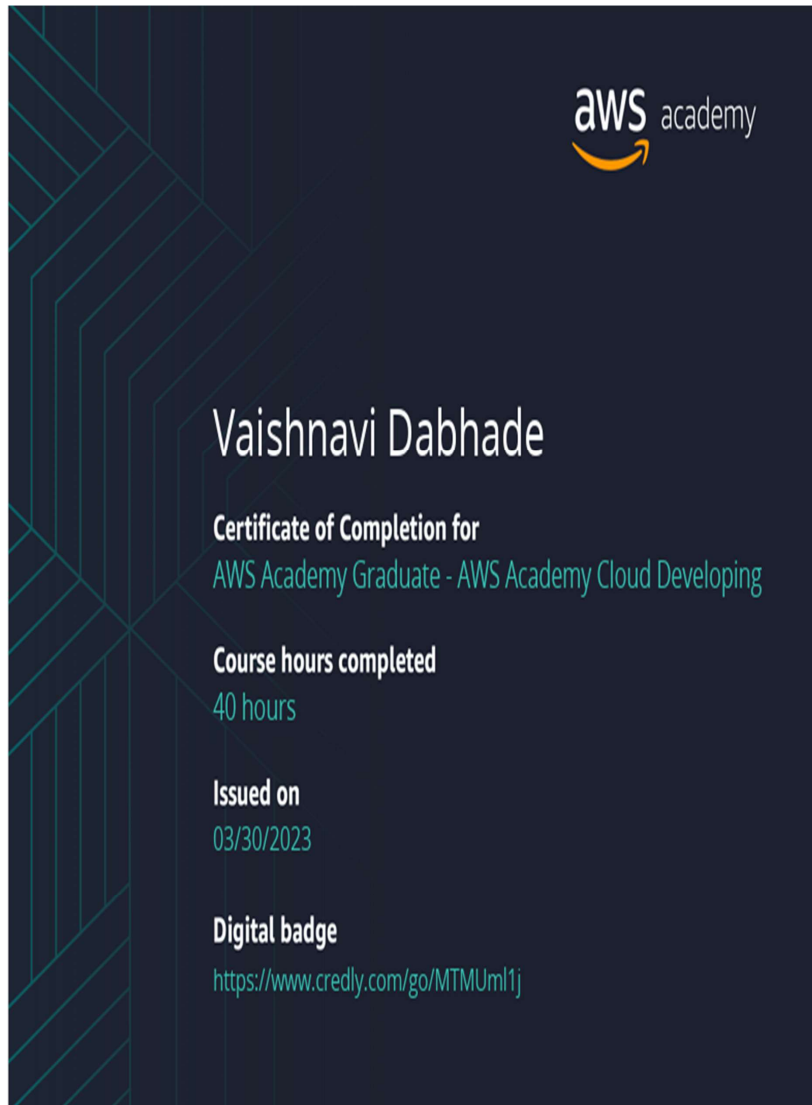 aws academy
Vaishnavi Dabhade
Certificate of Completion for
AWS Academy Graduate - AWS Academy Cloud Developing
Course hours completed
40 hours
Issued on
03/30/2023
Digital badge
https://www.credly.com/go/MTMUml1j